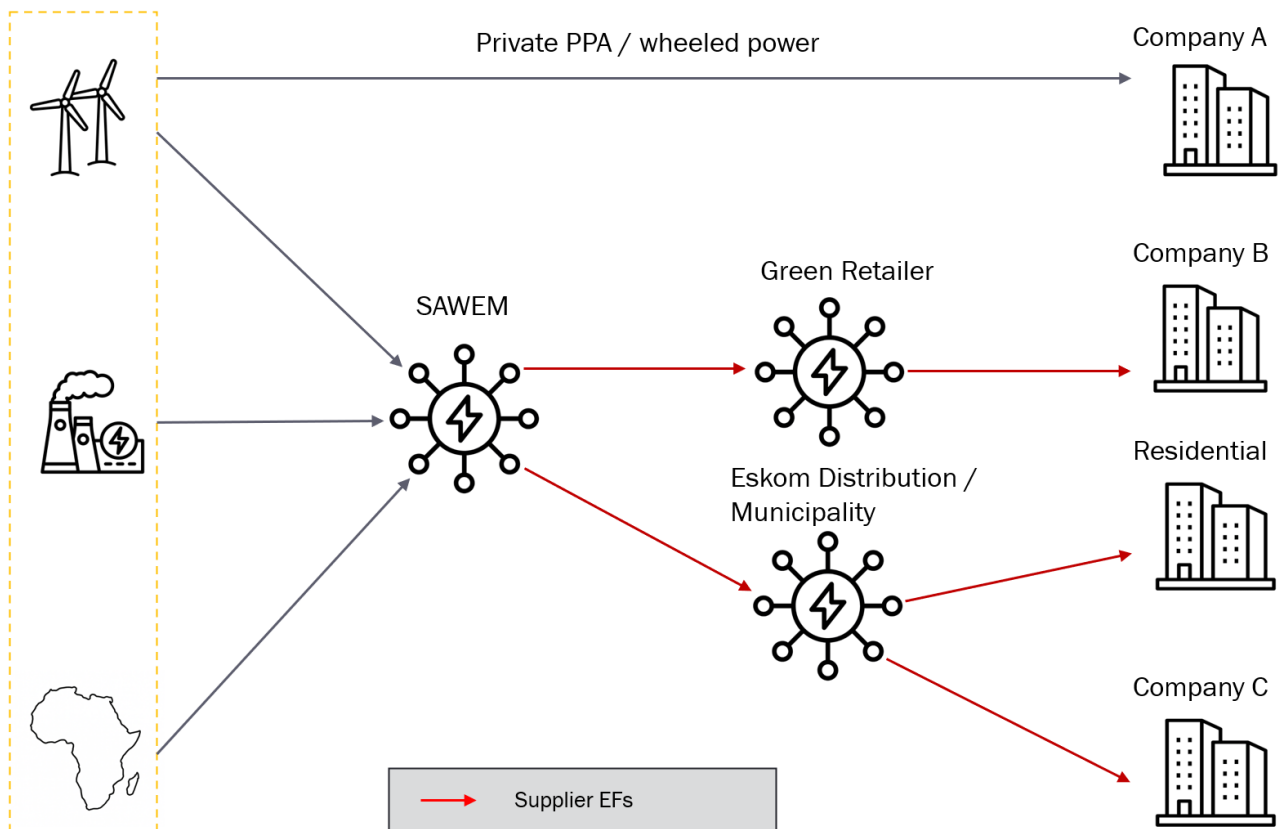 Private PPA / wheeled power
Company A
Company B
Green Retailer
SAWEM
Residential
Eskom Distribution /
Municipality
Company C
Supplier EFs